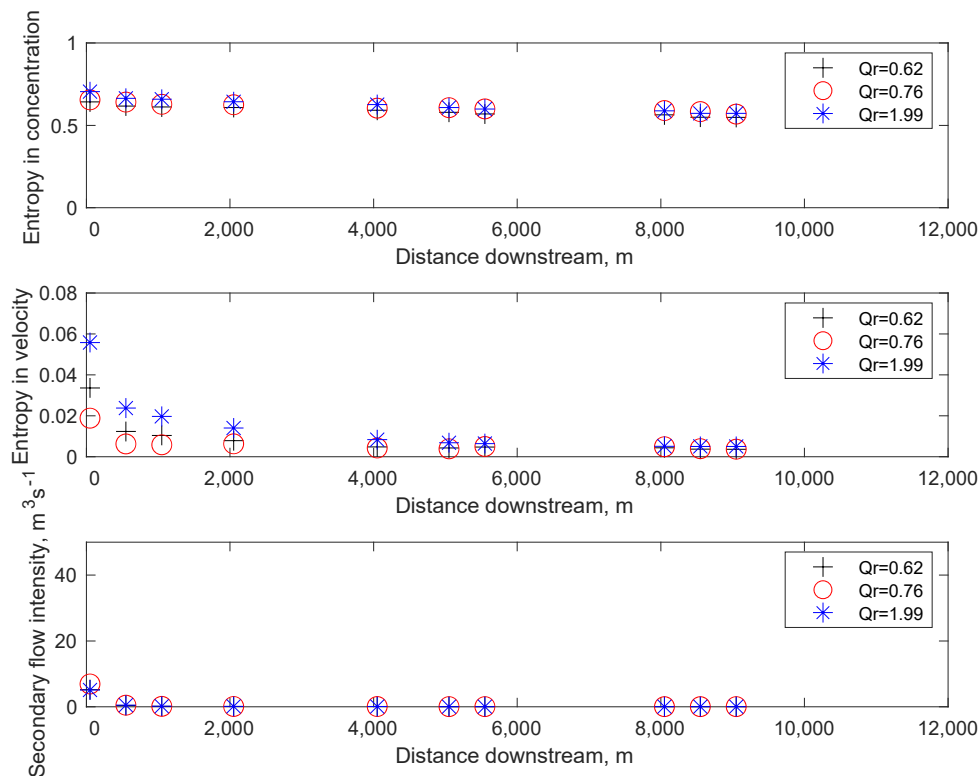 Entropy in concentration
1
0.5
0
Qr=0.62
Qr=0.76
Qr=1.99
0 2,000 4,000 6,000 8,000 10,000 12,000
Distance downstream, m
Entropy in velocity
0.08
0.06
0.04
0.02
0
Qr=0.62
Qr=0.76
Qr=1.99
0 2,000 4,000 6,000 8,000 10,000 12,000
Distance downstream, m
Secondary flow intensity, m³s⁻¹
40
20
0
Qr=0.62
Qr=0.76
Qr=1.99
0 2,000 4,000 6,000 8,000 10,000 12,000
Distance downstream, m